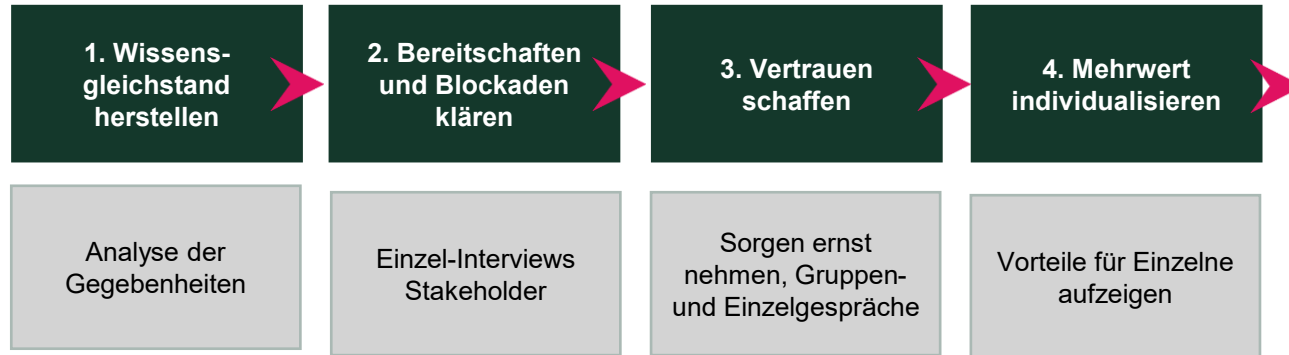 1. Wissens-
gleichstand
herstellen
2. Bereitschaften
und Blockaden
klären
3. Vertrauen
schaffen
4. Mehrwert
individualisieren
Analyse der
Gegebenheiten
Einzel-Interviews
Stakeholder
Sorgen ernst
nehmen, Gruppen-
und Einzelgespräche
Vorteile für Einzelne
aufzeigen